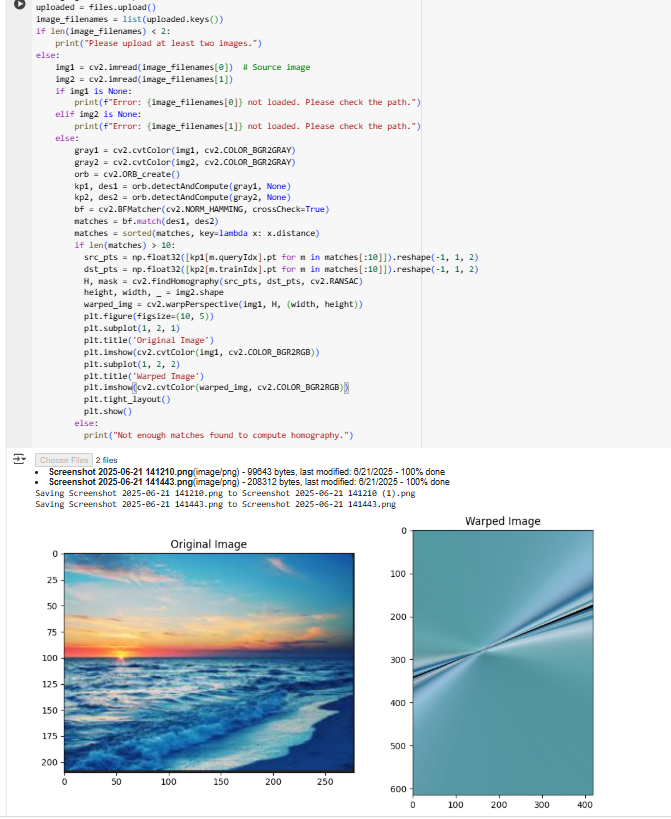 uploaded = files.upload()
image_filenames = list(uploaded.keys())
if len(image_filenames) < 2:
    print("Please upload at least two images.")
else:
    img1 = cv2.imread(image_filenames[0])  # Source image
    img2 = cv2.imread(image_filenames[1])
    if img1 is None:
        print(f"Error: {image_filenames[0]} not loaded. Please check the path.")
    elif img2 is None:
        print(f"Error: {image_filenames[1]} not loaded. Please check the path.")
    else:
        gray1 = cv2.cvtColor(img1, cv2.COLOR_BGR2GRAY)
        gray2 = cv2.cvtColor(img2, cv2.COLOR_BGR2GRAY)
        orb = cv2.ORB_create()
        kp1, des1 = orb.detectAndCompute(gray1, None)
        kp2, des2 = orb.detectAndCompute(gray2, None)
        bf = cv2.BFMatcher(cv2.NORM_HAMMING, crossCheck=True)
        matches = bf.match(des1, des2)
        matches = sorted(matches, key=lambda x: x.distance)
        if len(matches) > 10:
          src_pts = np.float32([kp1[m.queryIdx].pt for m in matches[:10]]).reshape(-1, 1, 2)
          dst_pts = np.float32([kp2[m.trainIdx].pt for m in matches[:10]]).reshape(-1, 1, 2)
          H, mask = cv2.findHomography(src_pts, dst_pts, cv2.RANSAC)
          height, width, _ = img2.shape
          warped_img = cv2.warpPerspective(img1, H, (width, height))
          plt.figure(figsize=(10, 5))
          plt.subplot(1, 2, 1)
          plt.title('Original Image')
          plt.imshow(cv2.cvtColor(img1, cv2.COLOR_BGR2RGB))
          plt.subplot(1, 2, 2)
          plt.title('Warped Image')
          plt.imshow(cv2.cvtColor(warped_img, cv2.COLOR_BGR2RGB))
          plt.tight_layout()
          plt.show()
        else:
          print("Not enough matches found to compute homography.")
Choose Files 2 files
• Screenshot 2025-06-21 141210.png(image/png) - 99643 bytes, last modified: 6/21/2025 - 100% done
• Screenshot 2025-06-21 141443.png(image/png) - 208312 bytes, last modified: 6/21/2025 - 100% done
Saving Screenshot 2025-06-21 141210.png to Screenshot 2025-06-21 141210 (1).png
Saving Screenshot 2025-06-21 141443.png to Screenshot 2025-06-21 141443.png
Original Image
0
25
50
75
100
125
150
175
200
0 50 100 150 200 250
Warped Image
0
100
200
300
400
500
600
0 100 200 300 400